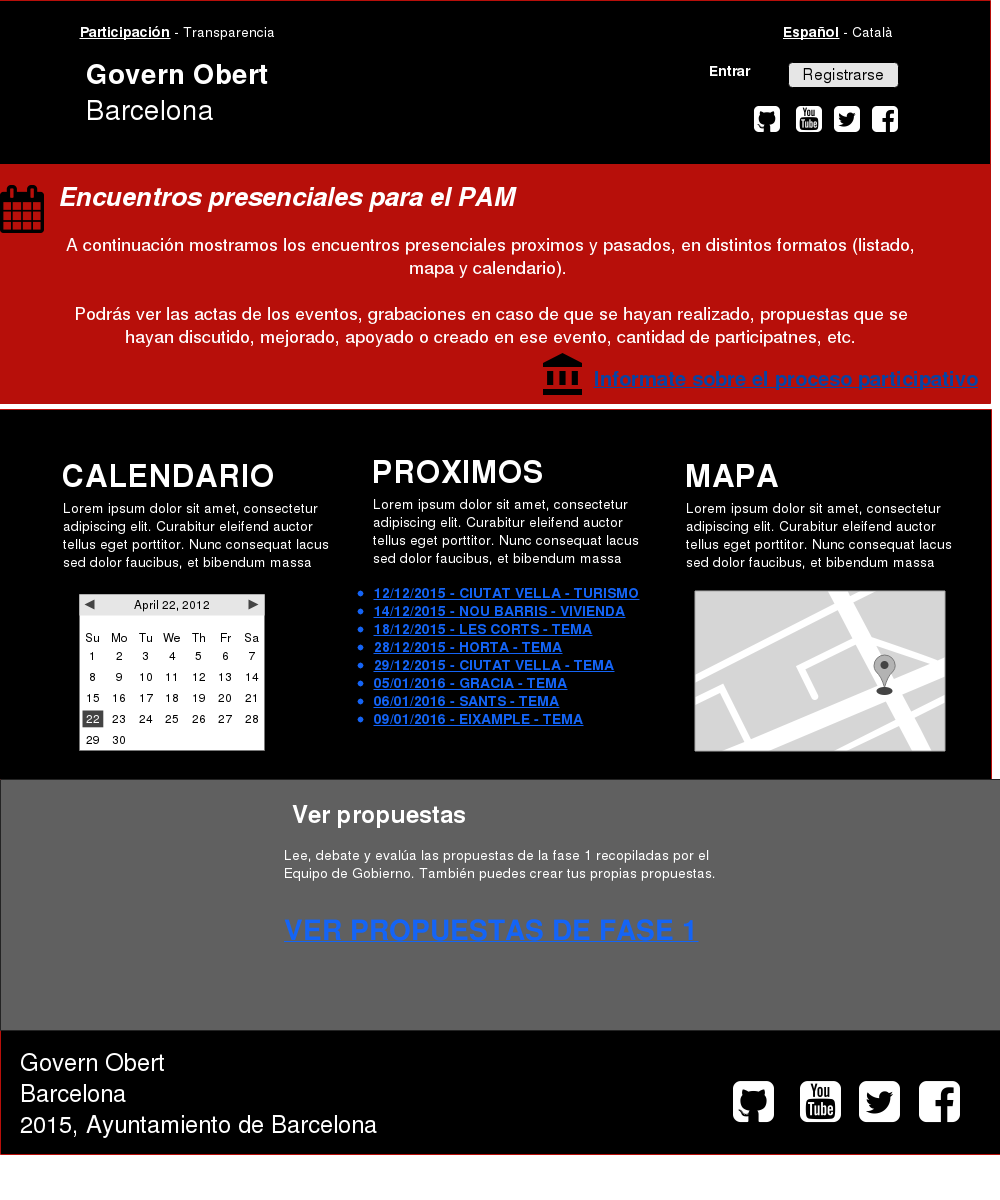 Participación - Transparencia
Español - Català
Govern Obert
Barcelona
Entrar
Registrarse
You
Tube
Encuentros presenciales para el PAM
A continuación mostramos los encuentros presenciales proximos y pasados, en distintos formatos (listado,
mapa y calendario).
Podrás ver las actas de los eventos, grabaciones en caso de que se hayan realizado, propuestas que se
hayan discutido, mejorado, apoyado o creado en ese evento, cantidad de participatnes, etc.
Informate sobre el proceso participativo
CALENDARIO
Lorem ipsum dolor sit amet, consectetur
adipiscing elit. Curabitur eleifend auctor
tellus eget porttitor. Nunc consequat lacus
sed dolor faucibus, et bibendum massa
April 22, 2012
Su Mo Tu We Th Fr Sa
1 2 3 4 5 6 7
8 9 10 11 12 13 14
15 16 17 18 19 20 21
22 23 24 25 26 27 28
29 30
PROXIMOS
Lorem ipsum dolor sit amet, consectetur
adipiscing elit. Curabitur eleifend auctor
tellus eget porttitor. Nunc consequat lacus
sed dolor faucibus, et bibendum massa
• 12/12/2015 - CIUTAT VELLA - TURISMO
• 14/12/2015 - NOU BARRIS - VIVIENDA
• 18/12/2015 - LES CORTS - TEMA
• 28/12/2015 - HORTA - TEMA
• 29/12/2015 - CIUTAT VELLA - TEMA
• 05/01/2016 - GRACIA - TEMA
• 06/01/2016 - SANTS - TEMA
• 09/01/2016 - EIXAMPLE - TEMA
MAPA
Lorem ipsum dolor sit amet, consectetur
adipiscing elit. Curabitur eleifend auctor
tellus eget porttitor. Nunc consequat lacus
sed dolor faucibus, et bibendum massa
Ver propuestas
Lee, debate y evalúa las propuestas de la fase 1 recopiladas por el
Equipo de Gobierno. También puedes crear tus propias propuestas.
VER PROPUESTAS DE FASE 1
Govern Obert
Barcelona
2015, Ayuntamiento de Barcelona
You
Tube